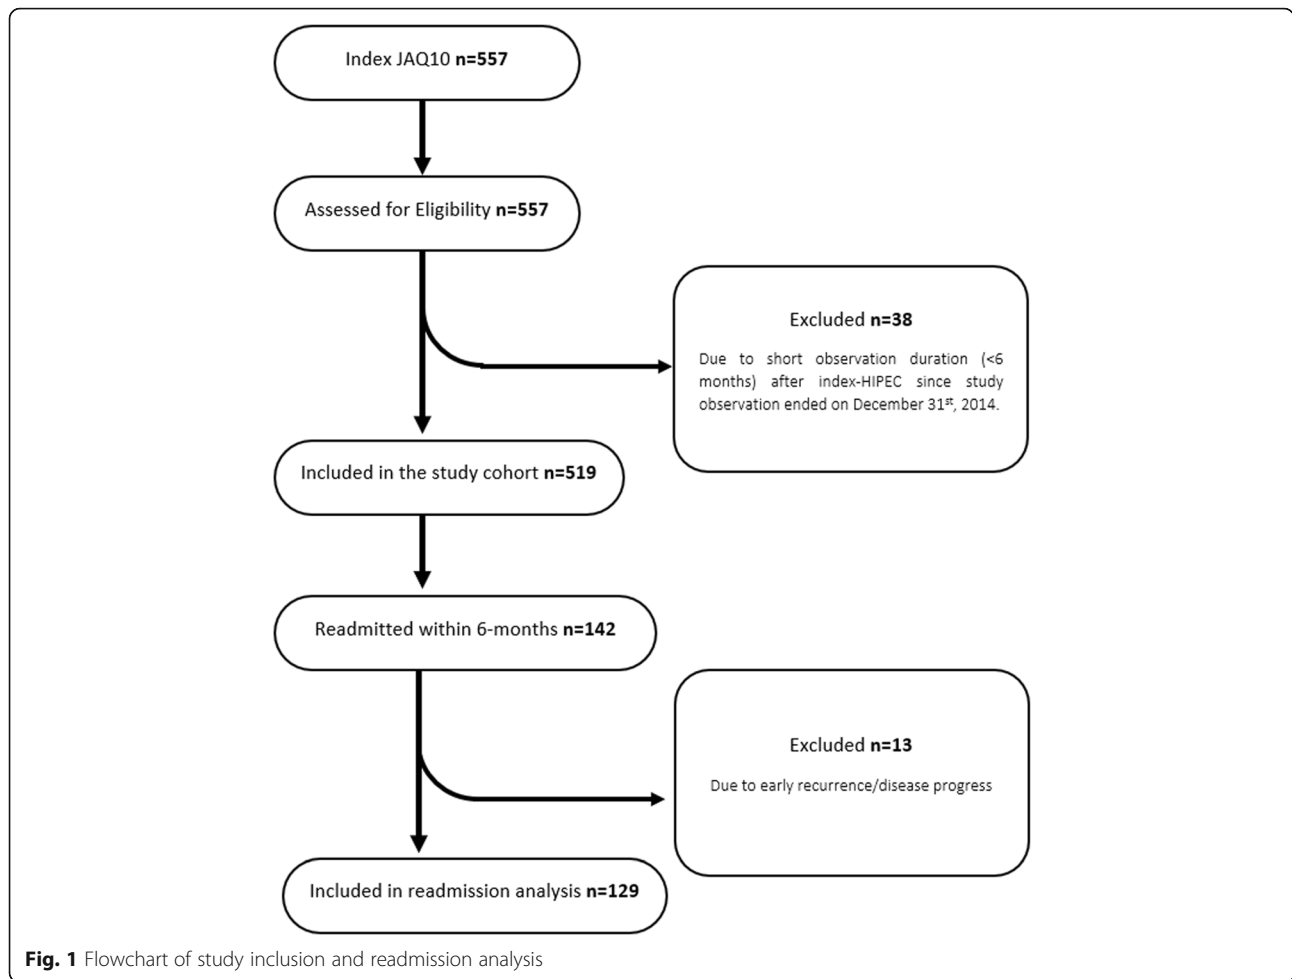 Index JAQ10 n=557
Assessed for Eligibility n=557
Excluded n=38
Due to short observation duration (<6
months) after index-HIPEC since study
observation ended on December 31st, 2014.
Included in the study cohort n=519
Readmitted within 6-months n=142
Excluded n=13
Due to early recurrence/disease progress
Included in readmission analysis n=129
Fig. 1 Flowchart of study inclusion and readmission analysis